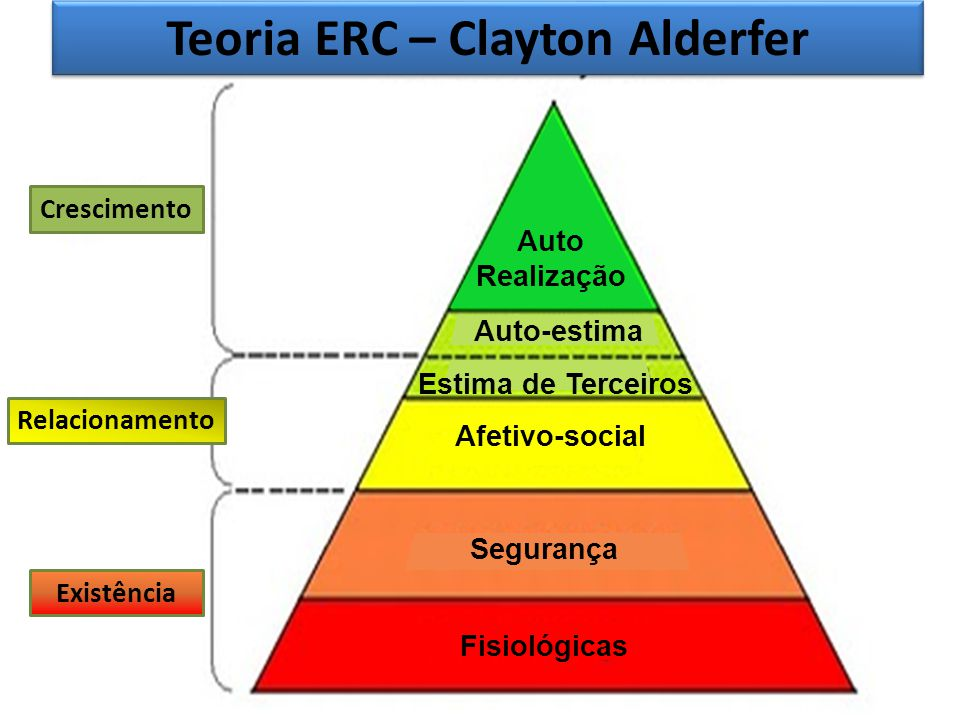 Teoria ERC – Clayton Alderfer
Crescimento
Auto
Realização
Auto-estima
Estima de Terceiros
Relacionamento
Afetivo-social
Segurança
Existência
Fisiológicas